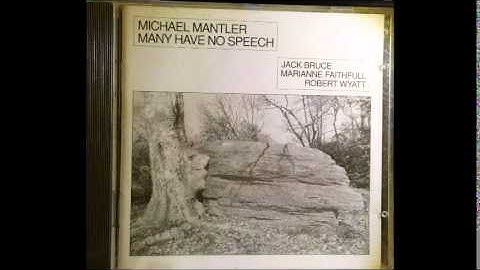 MICHAEL MANTLER
MANY HAVE NO SPEECH
JACK BRUCE
MARIANNE FAITHFULL
ROBERT WYATT